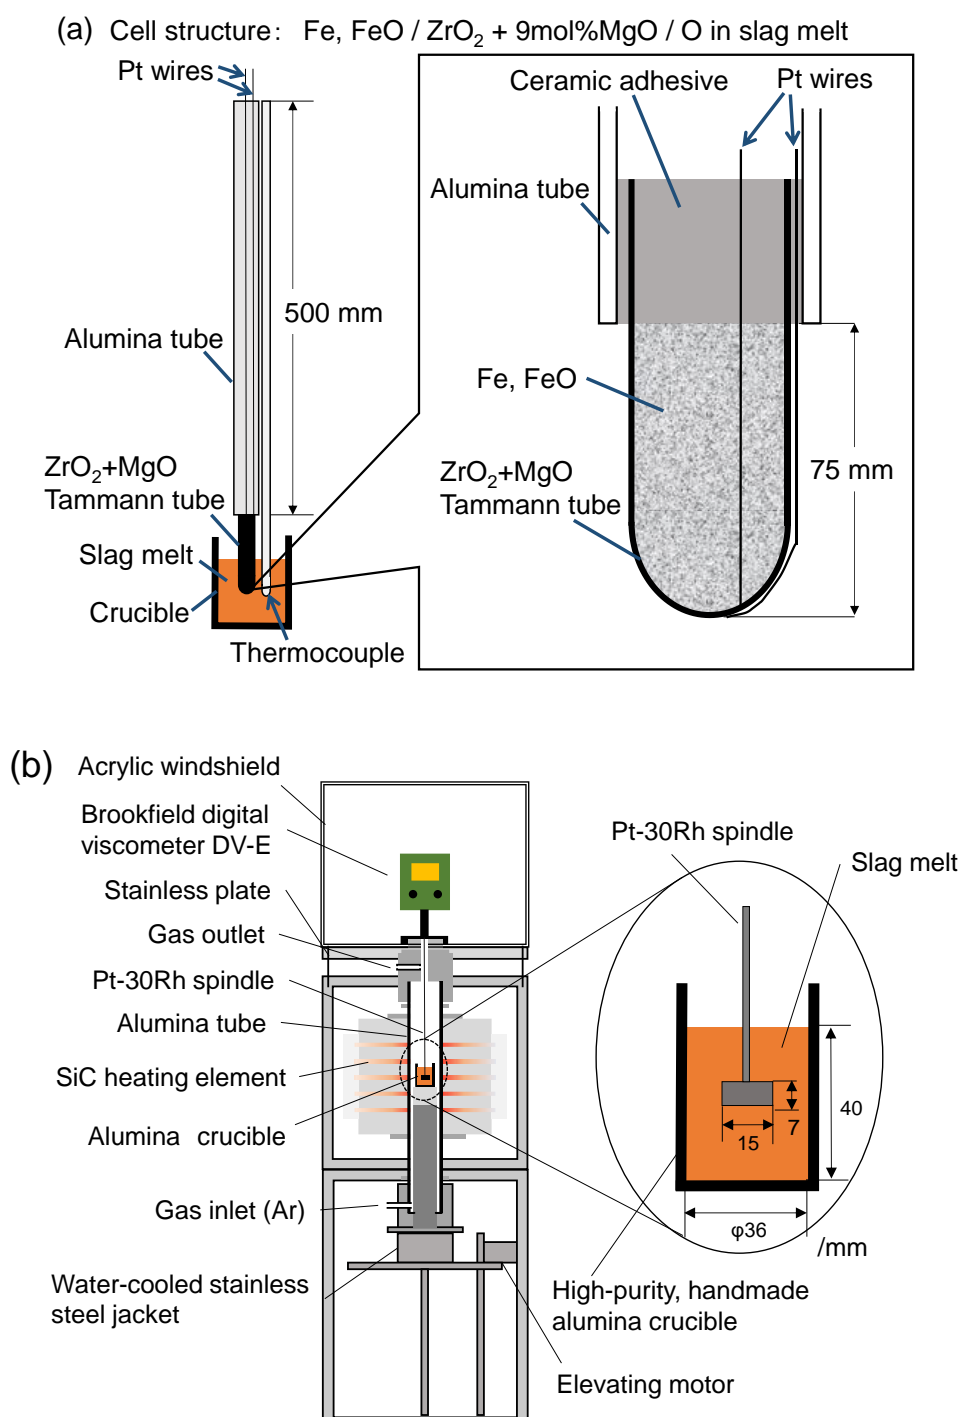 (a) Cell structure: Fe, FeO / ZrO₂ + 9mol%MgO / O in slag melt
Pt wires
Alumina tube
500 mm
ZrO₂+MgO
Tammann tube
Slag melt
Crucible
Thermocouple
Ceramic adhesive
Pt wires
Alumina tube
Fe, FeO
ZrO₂+MgO
Tammann tube
75 mm
(b)
Acrylic windshield
Brookfield digital
viscometer DV-E
Stainless plate
Gas outlet
Pt-30Rh spindle
Alumina tube
SiC heating element
Alumina crucible
Gas inlet (Ar)
Water-cooled stainless
steel jacket
Pt-30Rh spindle
Slag melt
40
7
15
φ36
/mm
High-purity, handmade
alumina crucible
Elevating motor